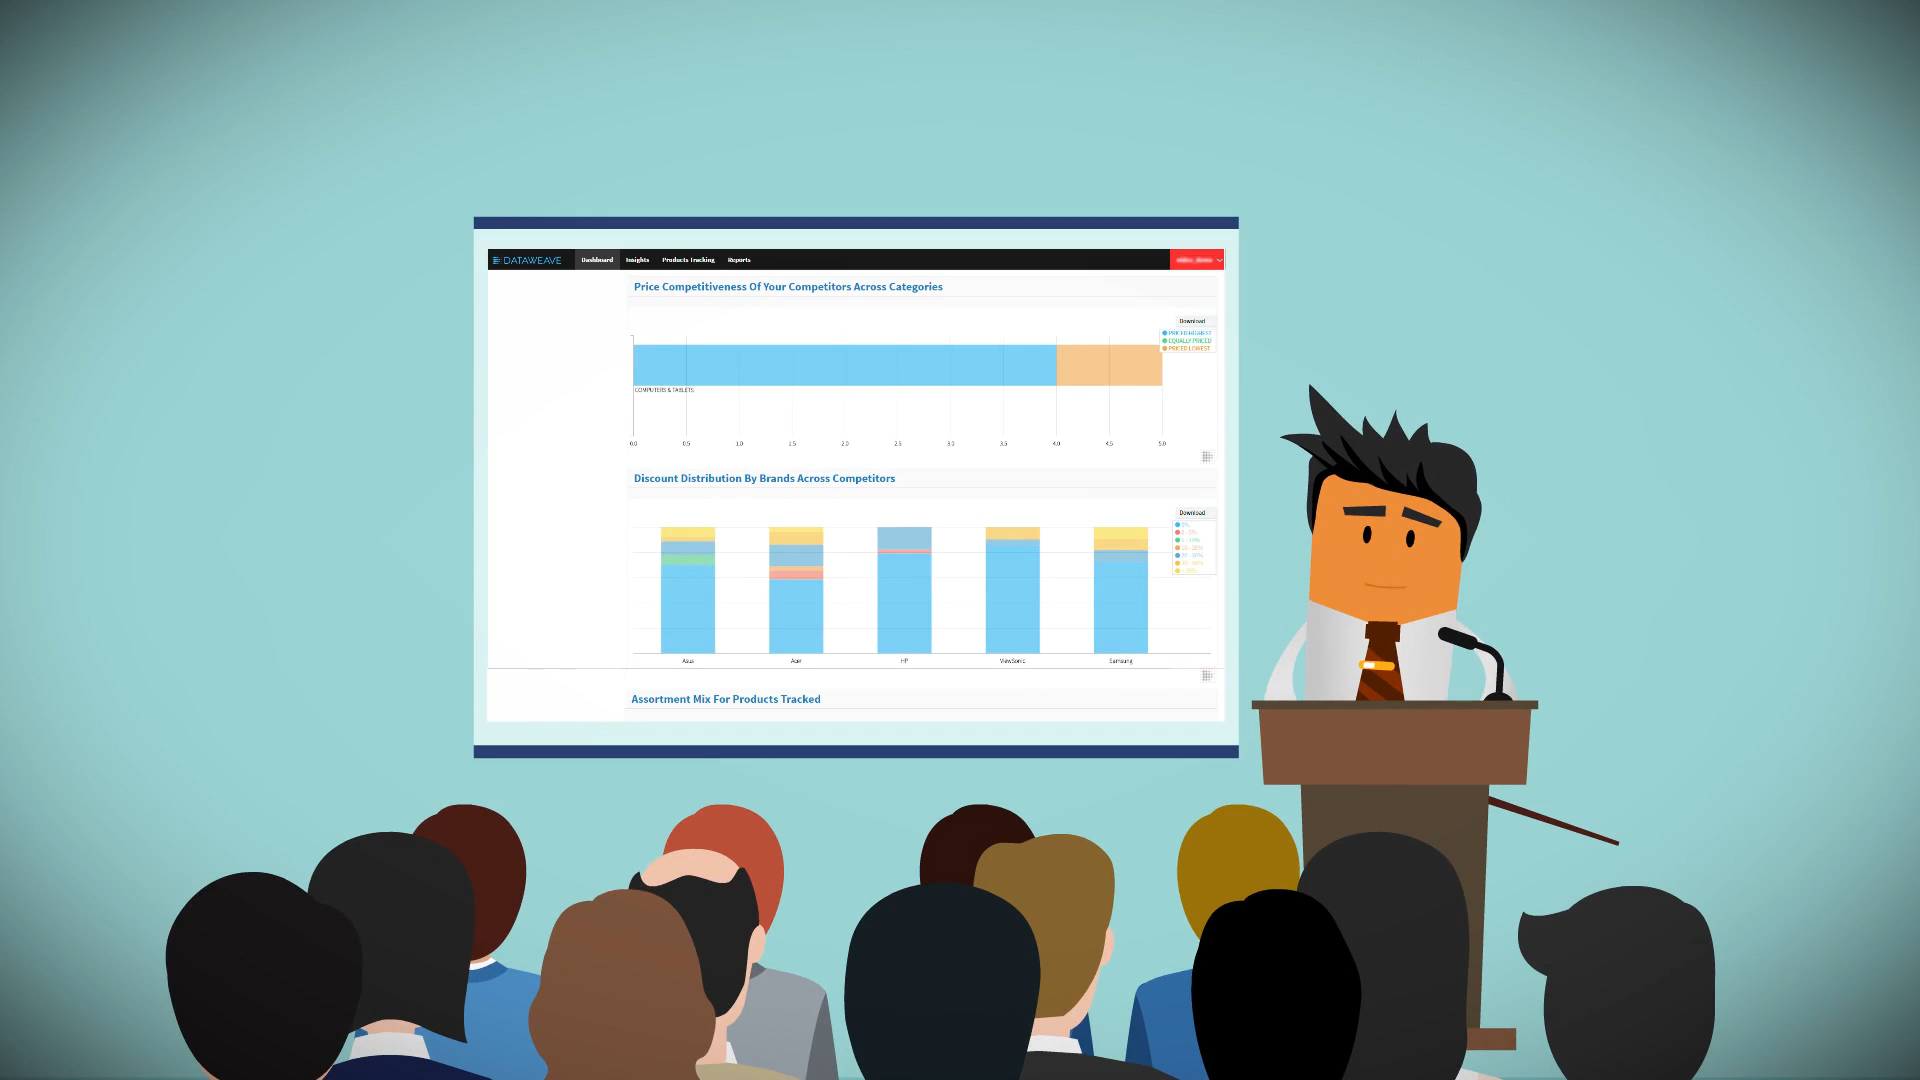 DATAWEAVE Dashboard Insights Products Tracking Reports
Price Competitiveness Of Your Competitors Across Categories
Download
PRICED HIGHEST
EQUALLY PRICED
PRICED LOWEST
COMPUTERS & TABLETS
0.0 0.5 1.0 1.5 2.0 2.5 3.0 3.5 4.0 4.5 5.0
Discount Distribution By Brands Across Competitors
Download
0%
Asus Acer HP ViewSonic Samsung
Assortment Mix For Products Tracked